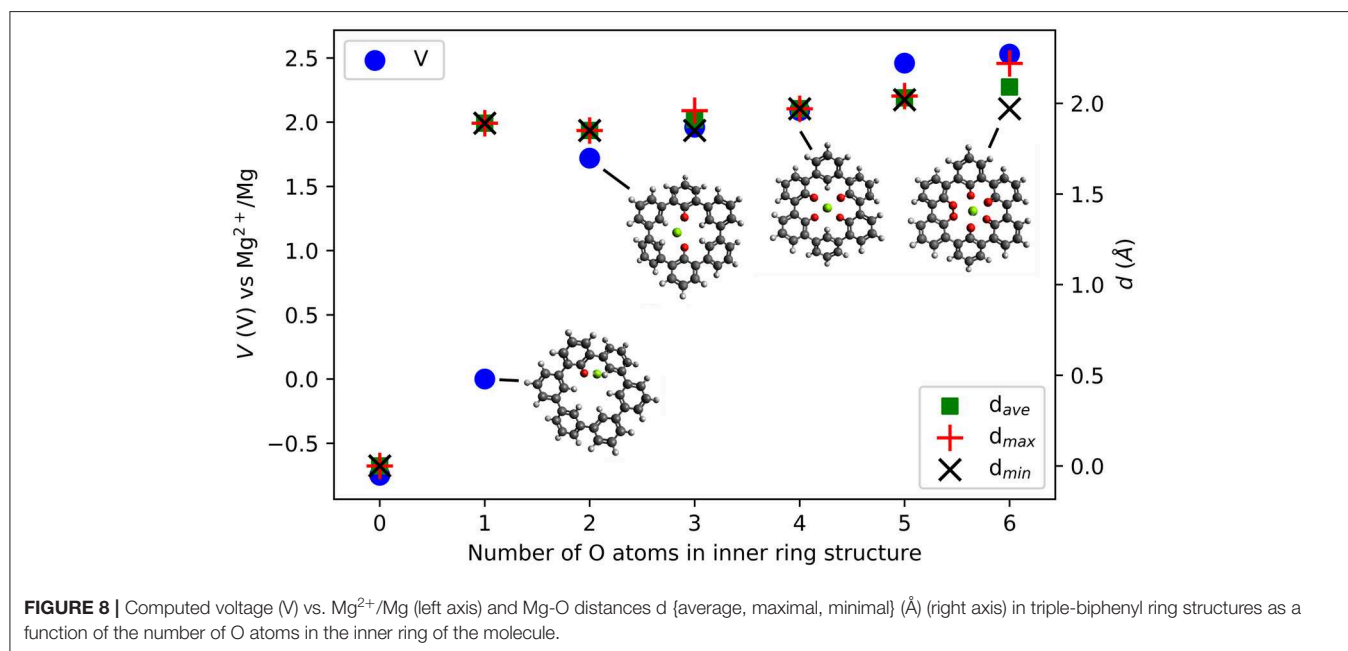 V
2.5
2.0
1.5
1.0
0.5
0.0
−0.5
V (V) vs Mg2+/Mg
2.0
1.5
1.0
0.5
0.0
d (Å)
dave
dmax
dmin
0 1 2 3 4 5 6
Number of O atoms in inner ring structure
FIGURE 8 | Computed voltage (V) vs. Mg2+/Mg (left axis) and Mg-O distances d {average, maximal, minimal} (Å) (right axis) in triple-biphenyl ring structures as a
function of the number of O atoms in the inner ring of the molecule.